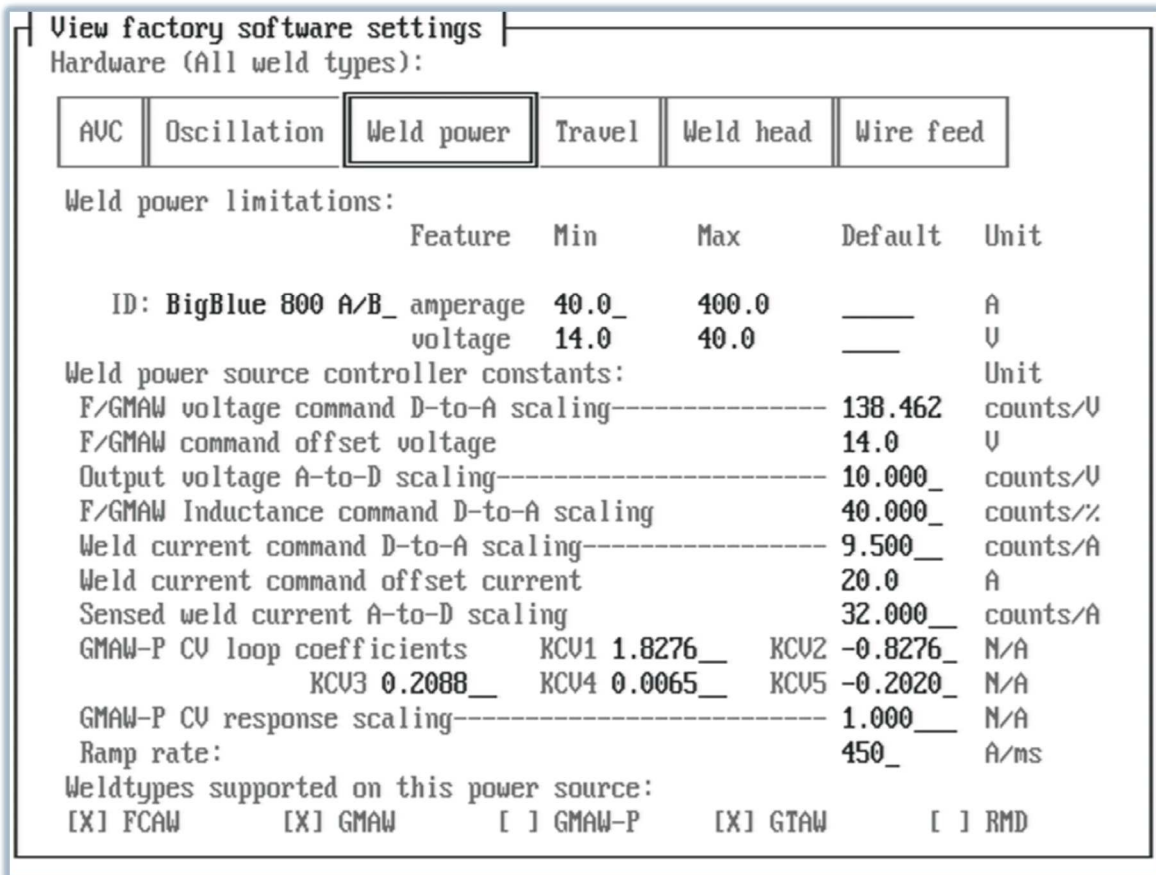 View factory software settings
Hardware (All weld types):
AVC Oscillation Weld power Travel Weld head Wire feed
Weld power limitations:
Feature Min Max Default Unit
ID: BigBlue 800 A/B_ amperage 40.0_ 400.0 _____ A
voltage 14.0 40.0 ____ V
Weld power source controller constants: Unit
F/GMAW voltage command D-to-A scaling--------------- 138.462 counts/V
F/GMAW command offset voltage 14.0 V
Output voltage A-to-D scaling----------------------- 10.000_ counts/V
F/GMAW Inductance command D-to-A scaling 40.000_ counts/%
Weld current command D-to-A scaling----------------- 9.500__ counts/A
Weld current command offset current 20.0 A
Sensed weld current A-to-D scaling 32.000__ counts/A
GMAW-P CV loop coefficients KCV1 1.8276__ KCV2 -0.8276_ N/A
KCV3 0.2088__ KCV4 0.0065__ KCV5 -0.2020_ N/A
GMAW-P CV response scaling-------------------------- 1.000___ N/A
Ramp rate: 450_ A/ms
Weldtypes supported on this power source:
[X] FCAW [X] GMAW [ ] GMAW-P [X] GTAW [ ] RMD